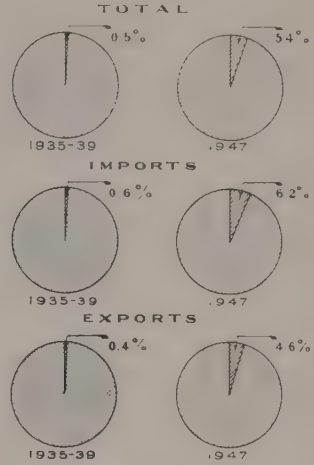 TOTAL
0.5% 5.4%
1935-39 1947
IMPORTS
0.6% 6.2%
1935-39 1947
EXPORTS
0.4% 4.6%
1935-39 1947